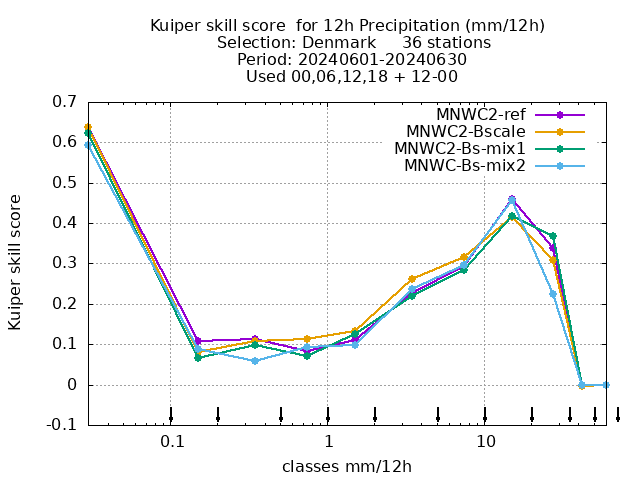 Kuiper skill score  for 12h Precipitation (mm/12h)
Selection: Denmark     36 stations
Period: 20240601-20240630
Used 00,06,12,18 + 12-00
MNWC2-ref
MNWC2-Bscale
MNWC2-Bs-mix1
MNWC-Bs-mix2
Kuiper skill score
0.7
0.6
0.5
0.4
0.3
0.2
0.1
0
-0.1
0.1
1
10
classes mm/12h